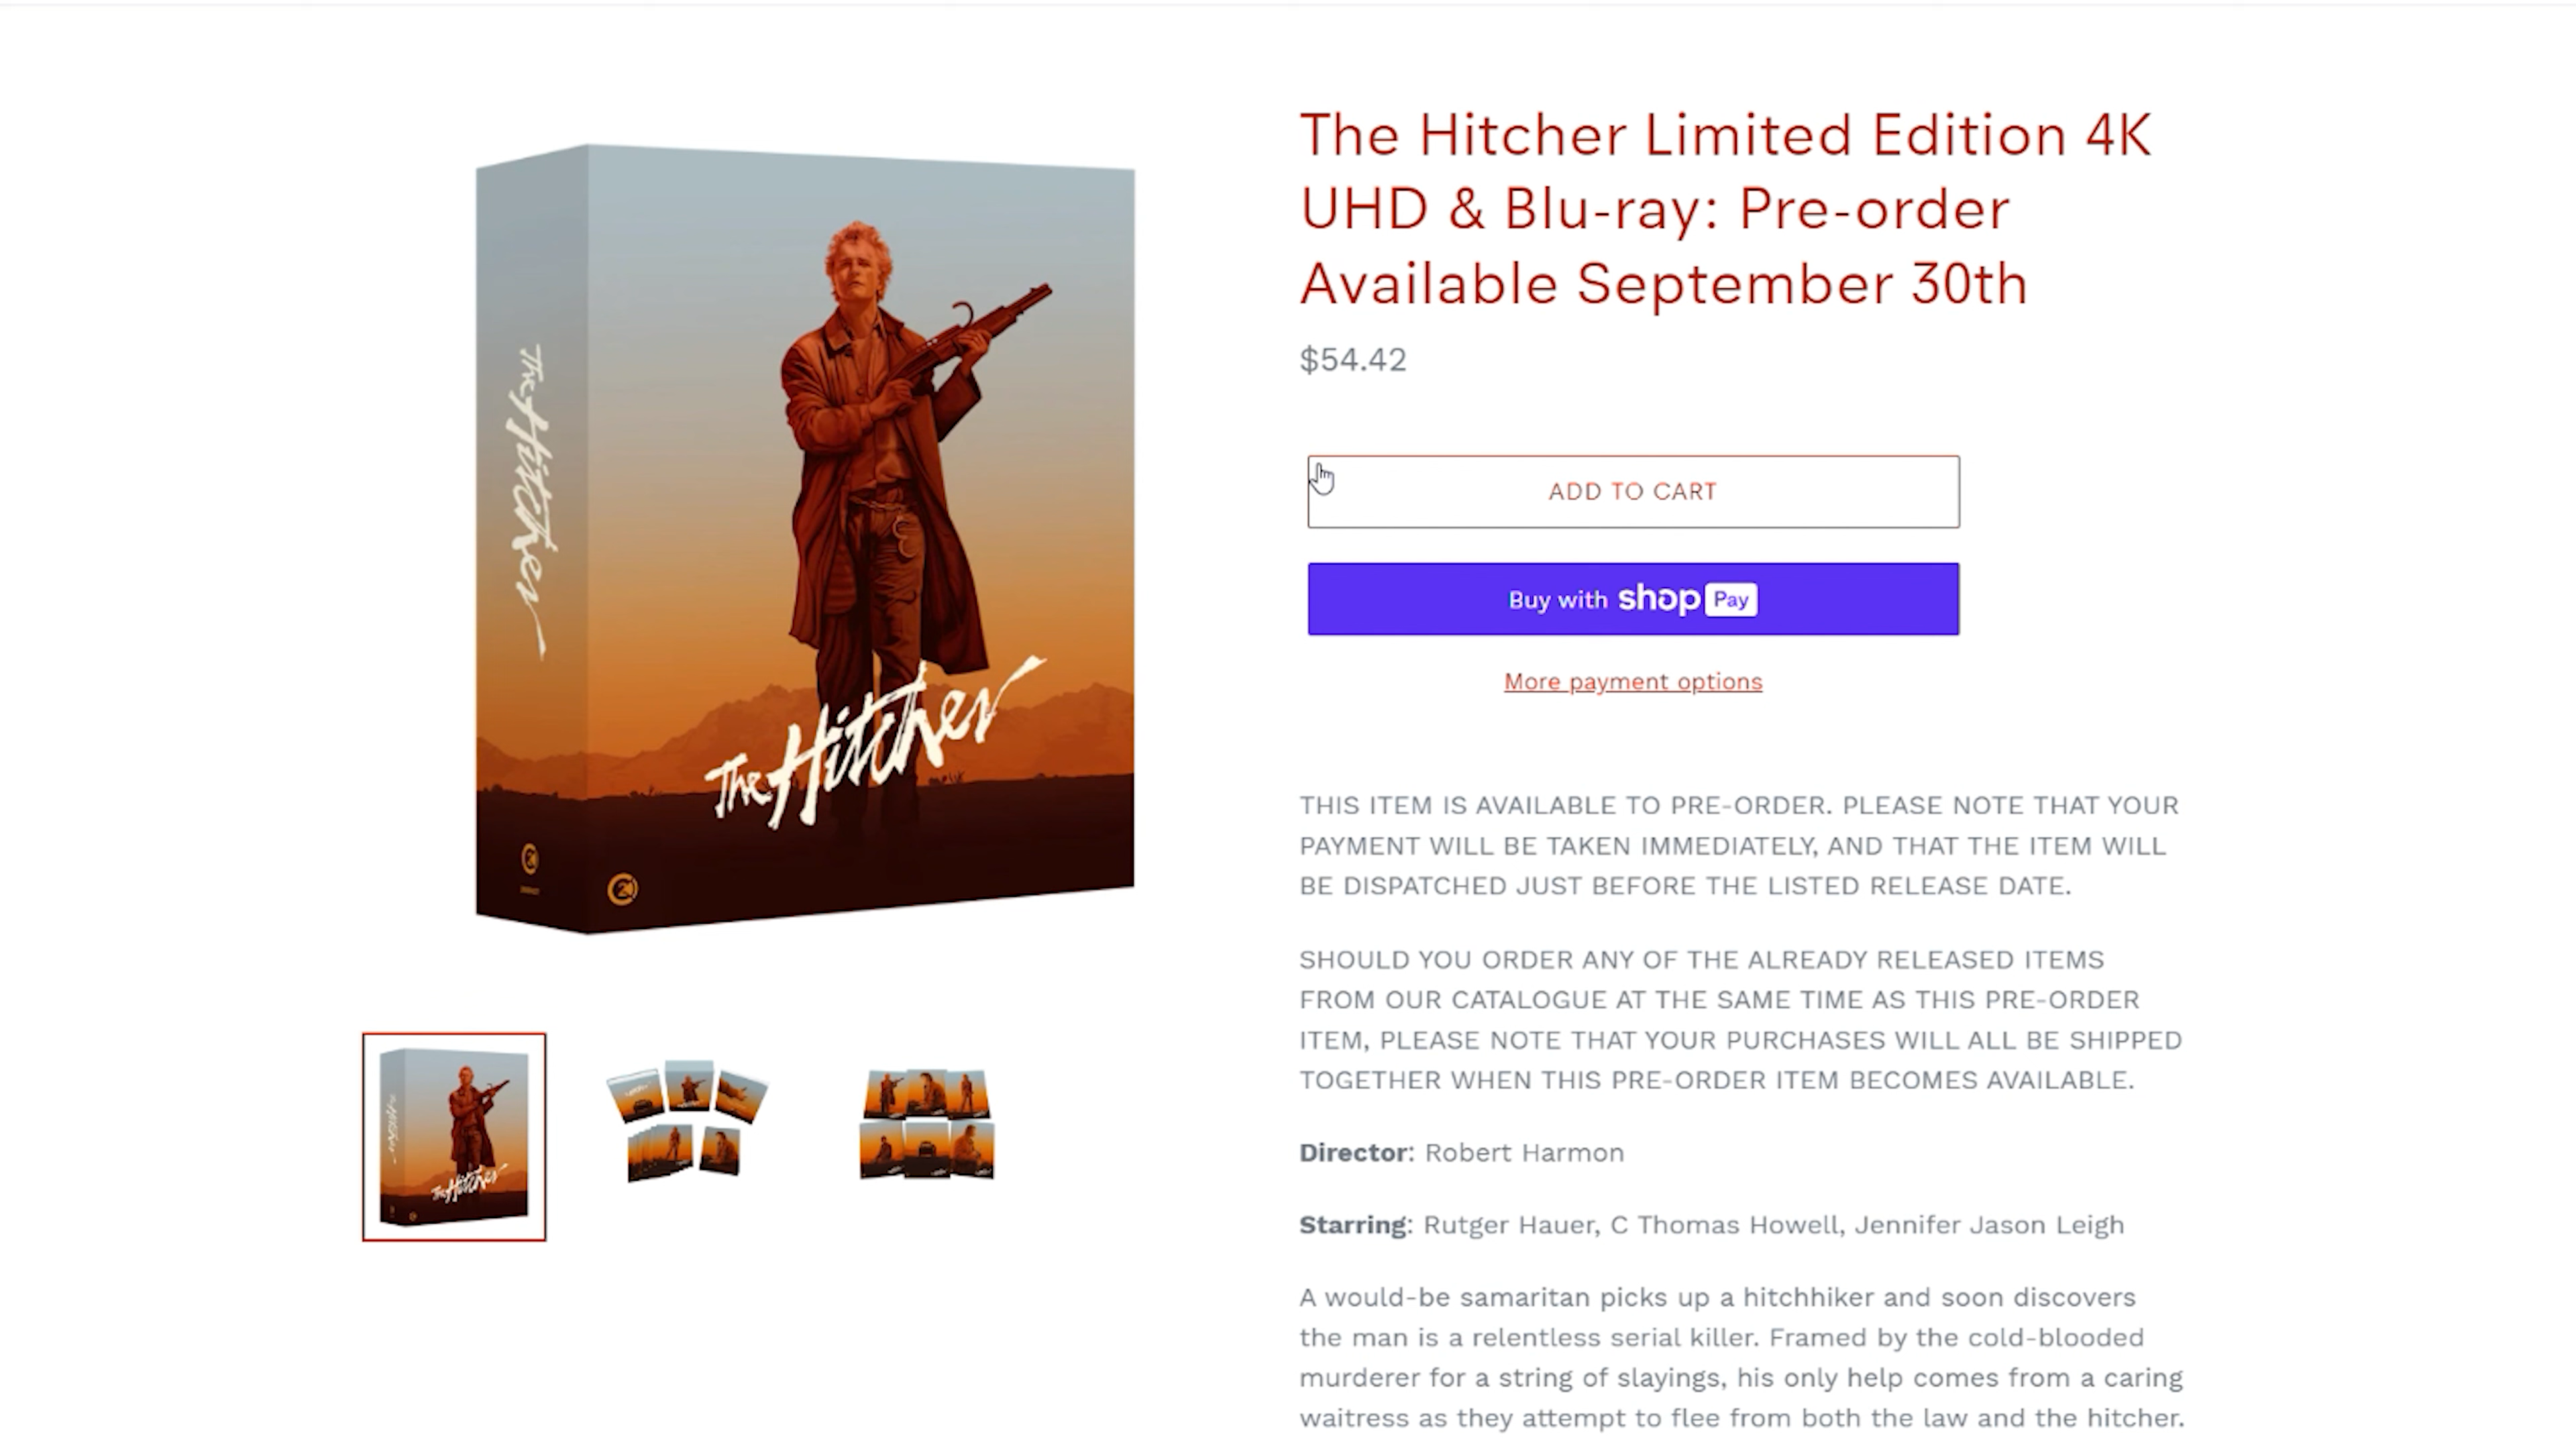 The Hitcher Limited Edition 4K
UHD & Blu-ray: Pre-order
Available September 30th
$54.42
ADD TO CART
Buy with shop Pay
More payment options
THIS ITEM IS AVAILABLE TO PRE-ORDER. PLEASE NOTE THAT YOUR
PAYMENT WILL BE TAKEN IMMEDIATELY, AND THAT THE ITEM WILL
BE DISPATCHED JUST BEFORE THE LISTED RELEASE DATE.
SHOULD YOU ORDER ANY OF THE ALREADY RELEASED ITEMS
FROM OUR CATALOGUE AT THE SAME TIME AS THIS PRE-ORDER
ITEM, PLEASE NOTE THAT YOUR PURCHASES WILL ALL BE SHIPPED
TOGETHER WHEN THIS PRE-ORDER ITEM BECOMES AVAILABLE.
Director: Robert Harmon
Starring: Rutger Hauer, C Thomas Howell, Jennifer Jason Leigh
A would-be samaritan picks up a hitchhiker and soon discovers
the man is a relentless serial killer. Framed by the cold-blooded
murderer for a string of slayings, his only help comes from a caring
waitress as they attempt to flee from both the law and the hitcher.
The Hitcher
The Hitcher
The Hitcher